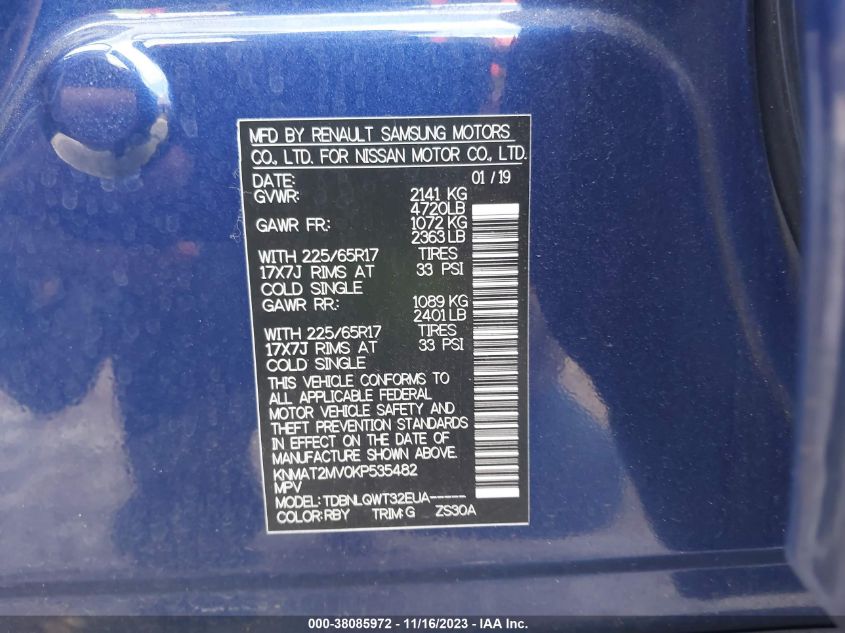 MFD BY RENAULT SAMSUNG MOTORS
CO., LTD. FOR NISSAN MOTOR CO., LTD.
DATE: 01 / 19
GVWR: 2141 KG
4720LB
GAWR FR.: 1072 KG
2363 LB
WITH 225/65R17 TIRES
17X7J RIMS AT 33 PSI
COLD SINGLE
GAWR RR.: 1089 KG
2401 LB
WITH 225/65R17 TIRES
17X7J RIMS AT 33 PSI
COLD SINGLE
THIS VEHICLE CONFORMS TO
ALL APPLICABLE FEDERAL
MOTOR VEHICLE SAFETY AND
THEFT PREVENTION STANDARDS
IN EFFECT ON THE DATE OF
MANUFACTURE SHOWN ABOVE.
KNMAT2MV0KP535482
MPV
MODEL: TDBNLQWT32EUA-----
COLOR: RBY TRIM: G ZS30A
000-38085972 - 11/16/2023 - IAA Inc.